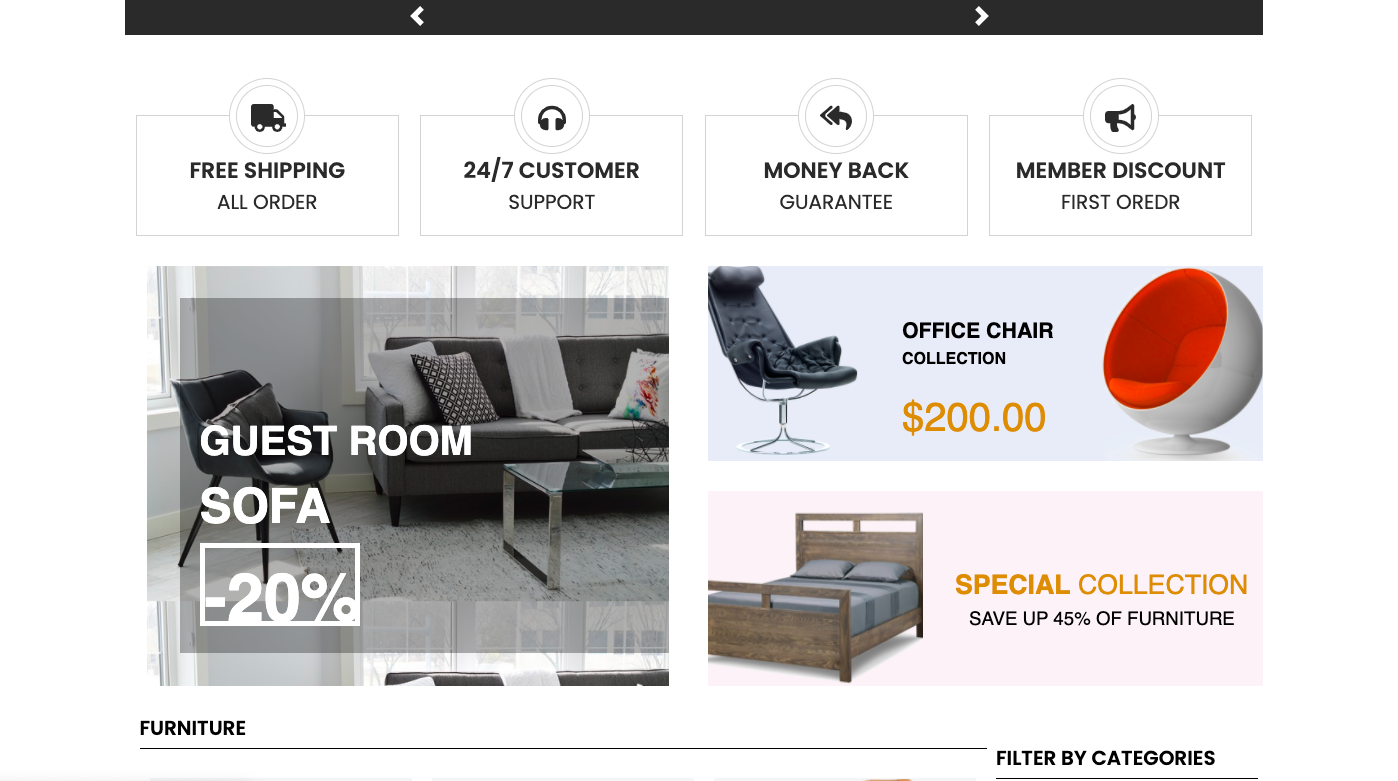 FREE SHIPPING
ALL ORDER
24/7 CUSTOMER
SUPPORT
MONEY BACK
GUARANTEE
MEMBER DISCOUNT
FIRST OREDR
GUEST ROOM
SOFA
-20%
OFFICE CHAIR
COLLECTION
$200.00
SPECIAL COLLECTION
SAVE UP 45% OF FURNITURE
FURNITURE
FILTER BY CATEGORIES